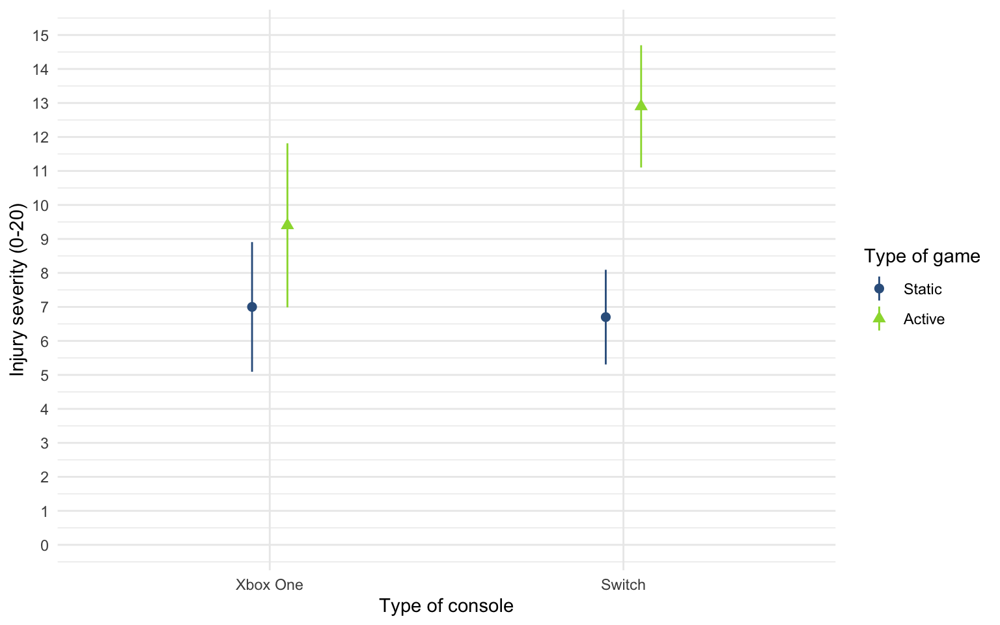 Injury severity (0-20)
15
14
13
12
11
10
9
8
7
6
5
4
3
2
1
0
Xbox One
Switch
Type of console
Type of game
Static
Active